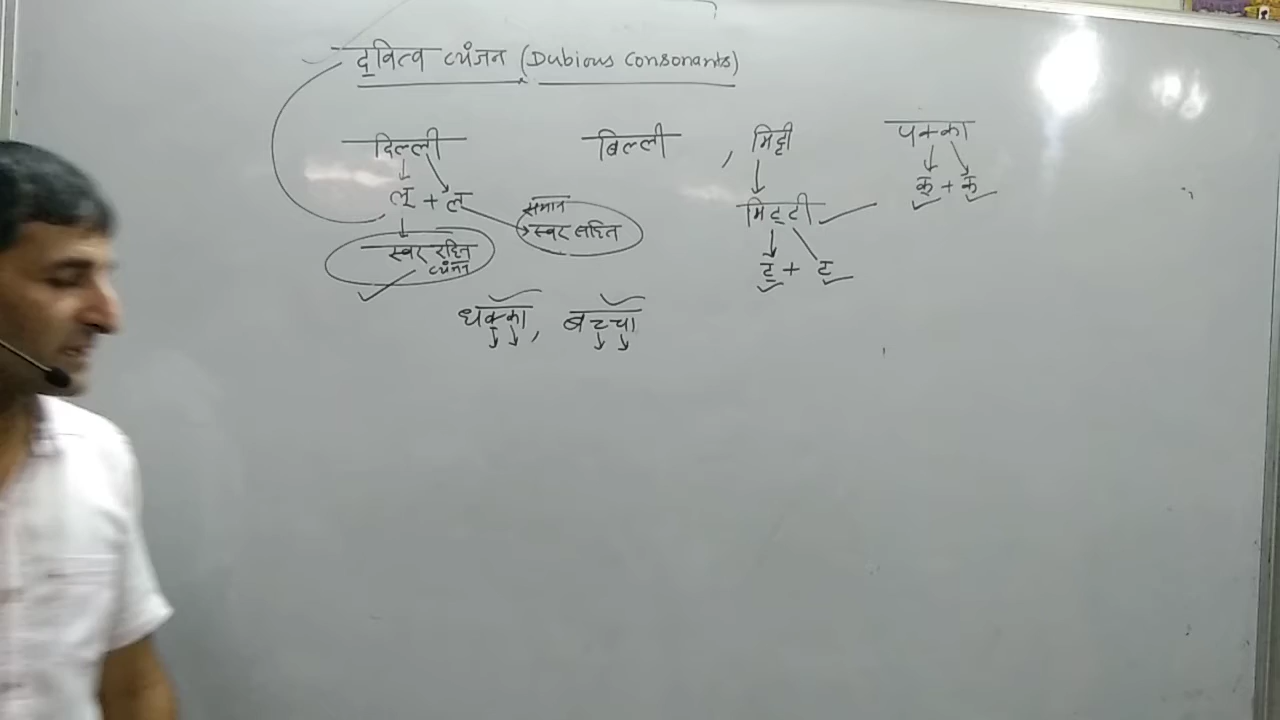 द्वित्व व्यंजन (Dubious Consonants)
दिल्ली बिल्ली , मिट्टी पक्का
ल् + ल समान क् + क
स्वर सहित मिट्टी
स्वर रहित व्यंजन ट् + ट
धक्का, बच्चा